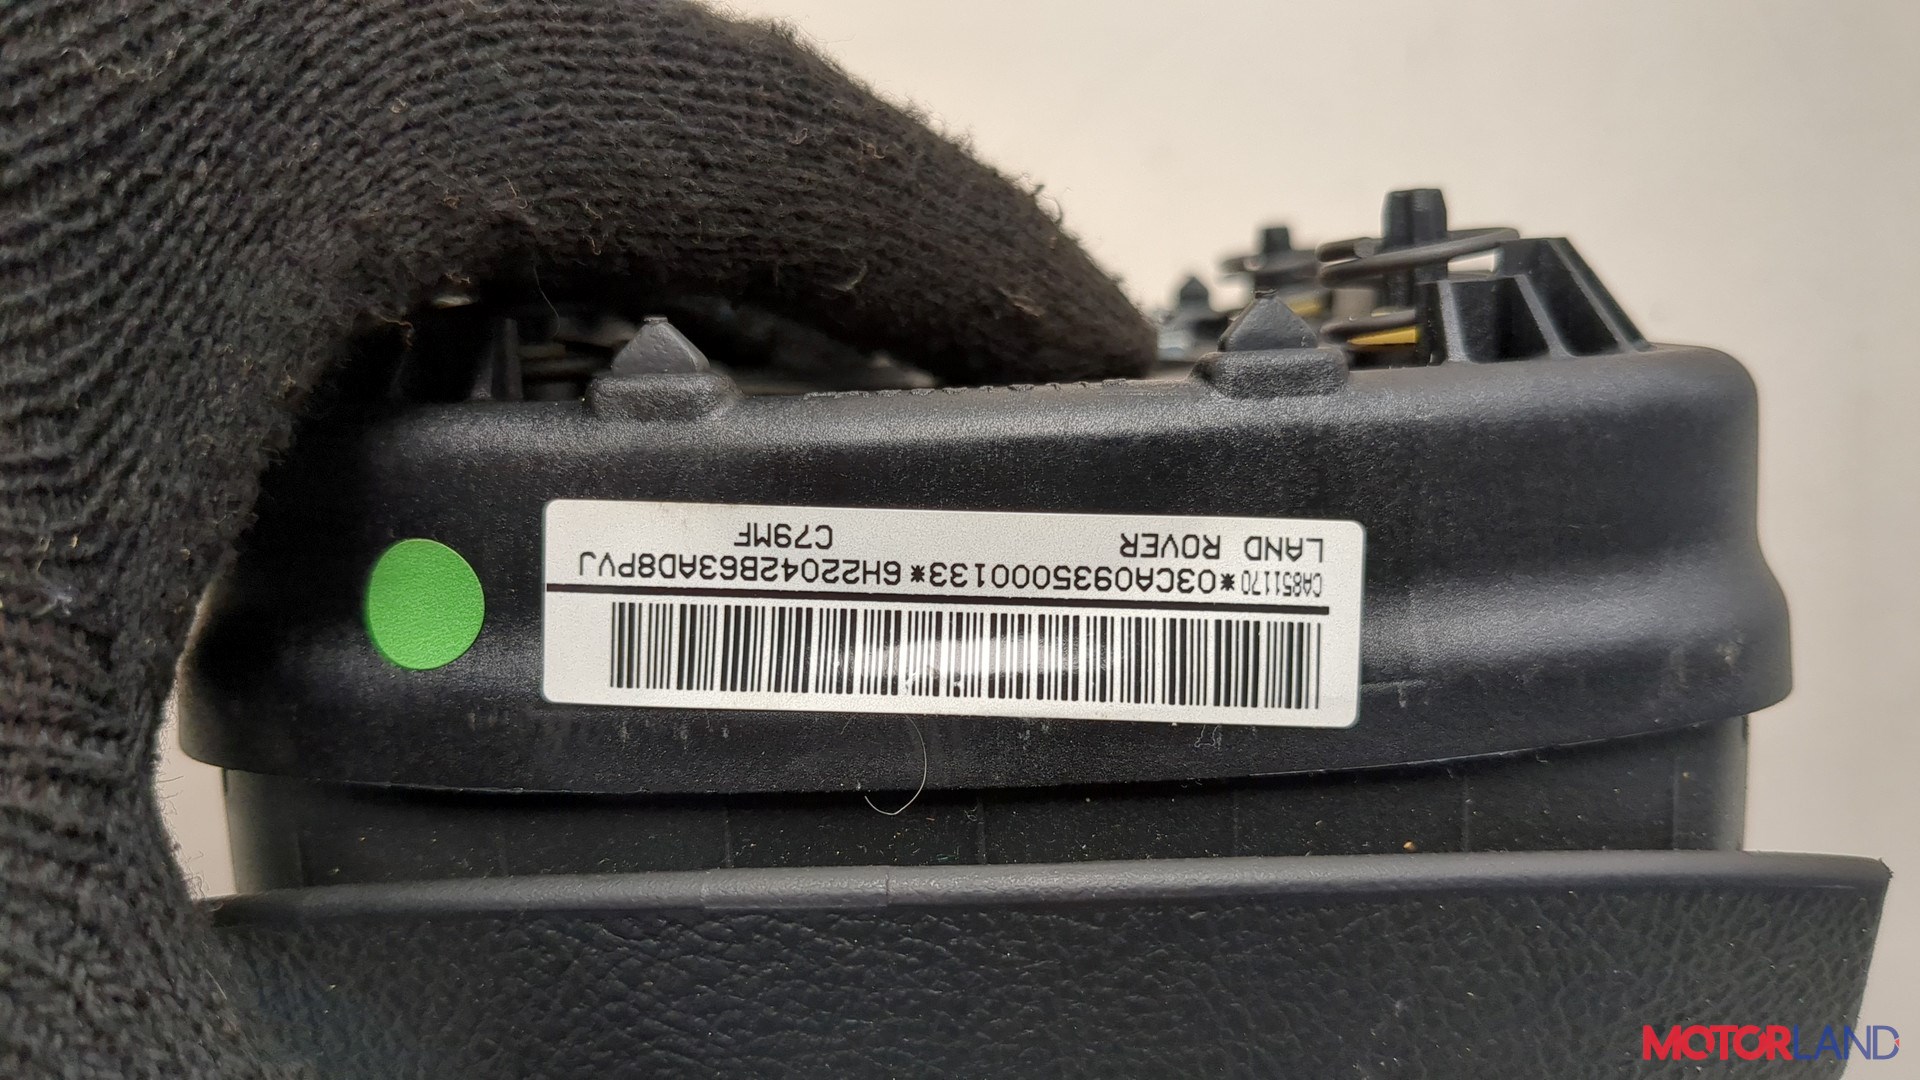 CA851170 *03CA0935000133*6H22042B63AD8PVJ
LAND ROVER C79MF
MOTORLAND